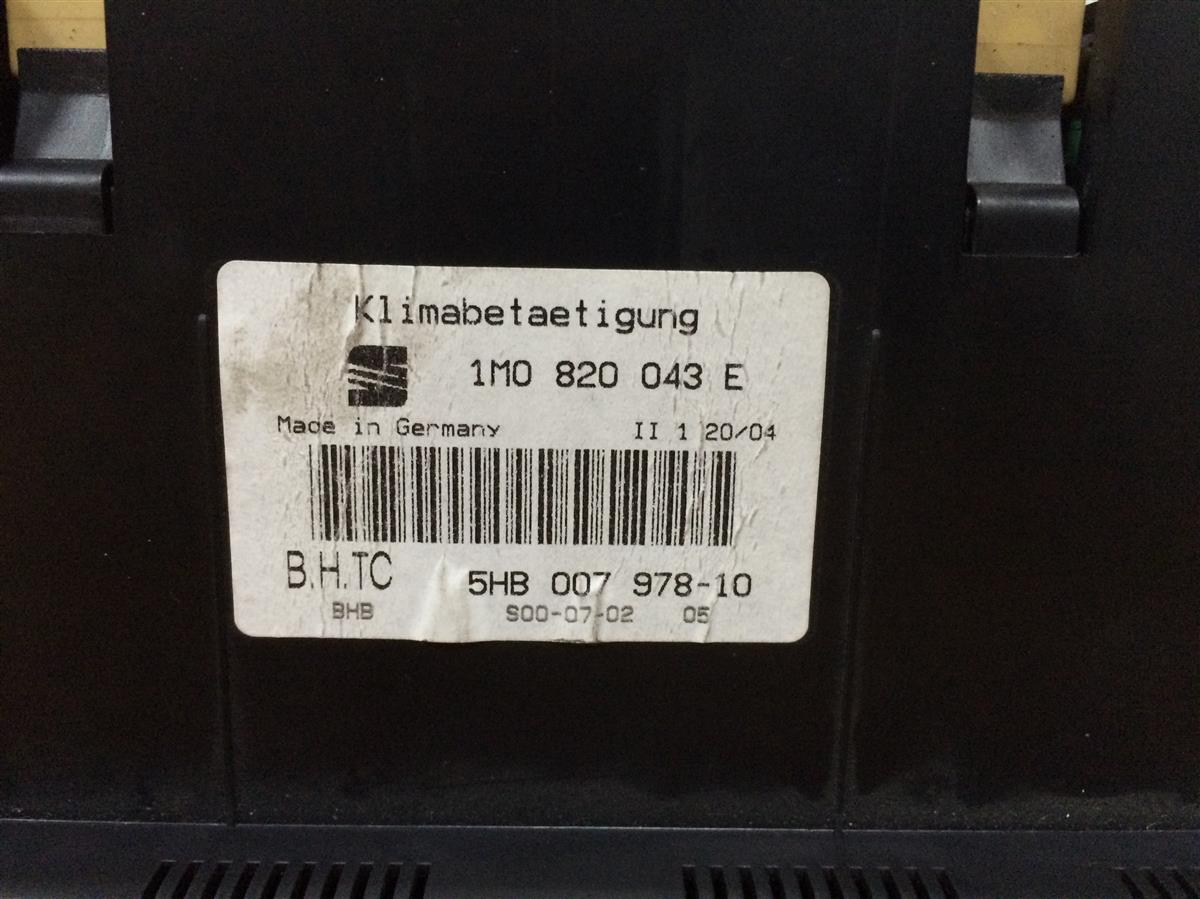 Klimabetaetigung
1M0 820 043 E
Made in Germany II 1 20/04
B.H.TC 5HB 007 978-10
BHB S00-07-02 05